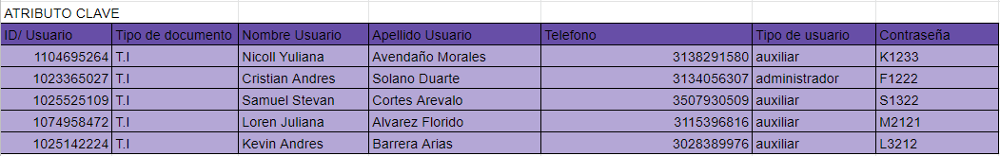 ATRIBUTO CLAVE
ID/ Usuario Tipo de documento Nombre Usuario Apellido Usuario Telefono Tipo de usuario Contraseña
1104695264 T.I Nicoll Yuliana Avendaño Morales 3138291580 auxiliar K1233
1023365027 T.I Cristian Andres Solano Duarte 3134056307 administrador F1222
1025525109 T.I Samuel Stevan Cortes Arevalo 3507930509 auxiliar S1322
1074958472 T.I Loren Juliana Alvarez Florido 3115396816 auxiliar M2121
1025142224 T.I Kevin Andres Barrera Arias 3028389976 auxiliar L3212